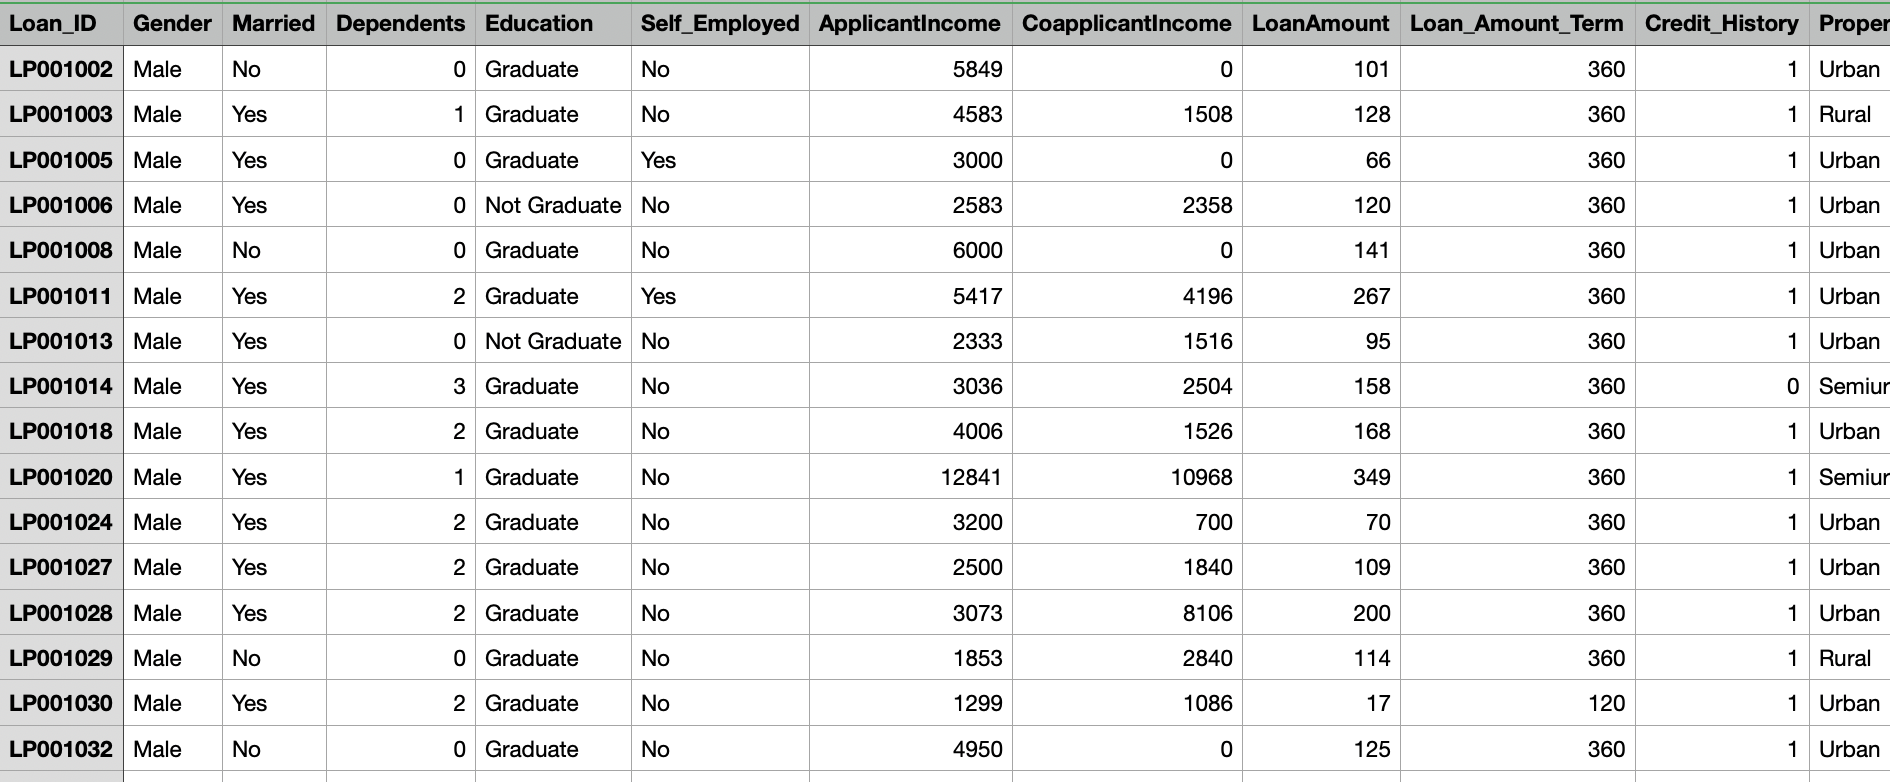 Loan_ID Gender Married Dependents Education Self_Employed ApplicantIncome CoapplicantIncome LoanAmount Loan_Amount_Term Credit_History Proper
LP001002 Male No 0 Graduate No 5849 0 101 360 1 Urban
LP001003 Male Yes 1 Graduate No 4583 1508 128 360 1 Rural
LP001005 Male Yes 0 Graduate Yes 3000 0 66 360 1 Urban
LP001006 Male Yes 0 Not Graduate No 2583 2358 120 360 1 Urban
LP001008 Male No 0 Graduate No 6000 0 141 360 1 Urban
LP001011 Male Yes 2 Graduate Yes 5417 4196 267 360 1 Urban
LP001013 Male Yes 0 Not Graduate No 2333 1516 95 360 1 Urban
LP001014 Male Yes 3 Graduate No 3036 2504 158 360 0 Semiur
LP001018 Male Yes 2 Graduate No 4006 1526 168 360 1 Urban
LP001020 Male Yes 1 Graduate No 12841 10968 349 360 1 Semiur
LP001024 Male Yes 2 Graduate No 3200 700 70 360 1 Urban
LP001027 Male Yes 2 Graduate No 2500 1840 109 360 1 Urban
LP001028 Male Yes 2 Graduate No 3073 8106 200 360 1 Urban
LP001029 Male No 0 Graduate No 1853 2840 114 360 1 Rural
LP001030 Male Yes 2 Graduate No 1299 1086 17 120 1 Urban
LP001032 Male No 0 Graduate No 4950 0 125 360 1 Urban